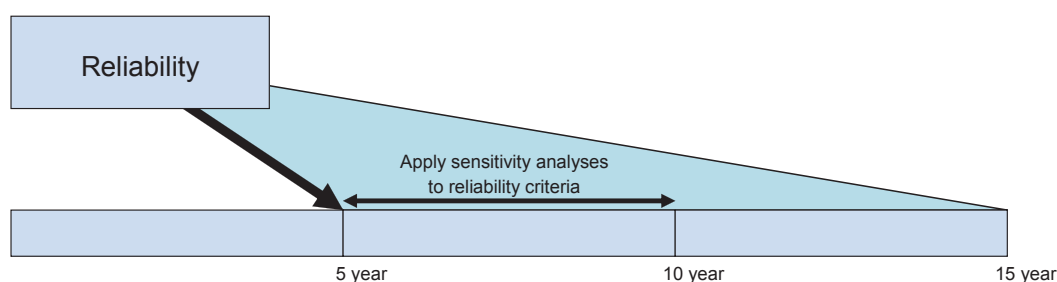 Reliability
Apply sensitivity analyses
to reliability criteria
5 year
10 year
15 year